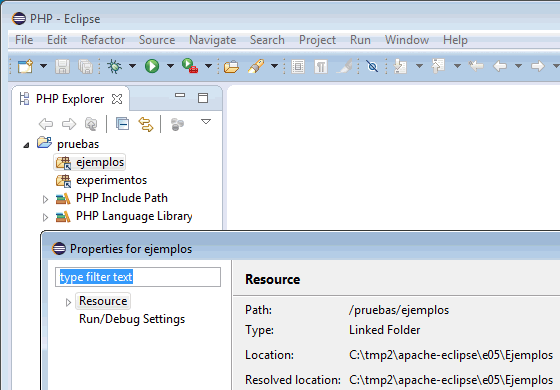 PHP - Eclipse
File Edit Refactor Source Navigate Search Project Run Window Help
PHP Explorer
pruebas
ejemplos
experimentos
PHP Include Path
PHP Language Library
Properties for ejemplos
type filter text
Resource
Run/Debug Settings
Resource
Path: /pruebas/ejemplos
Type: Linked Folder
Location: C:\tmp2\apache-eclipse\e05\Ejemplos
Resolved location: C:\tmp2\apache-eclipse\e05\Ejemplos